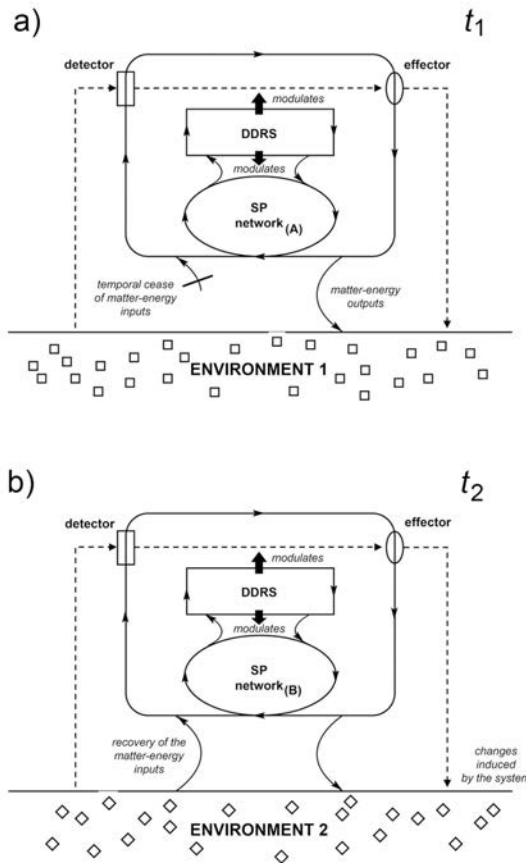 a)
t1
detector
effector
modulates
DDRS
modulates
SP
network(A)
temporal cease
of matter-energy
inputs
matter-energy
outputs
ENVIRONMENT 1
b)
t2
detector
effector
modulates
DDRS
modulates
SP
network(B)
recovery of the
matter-energy
inputs
changes
induced
by the system
ENVIRONMENT 2